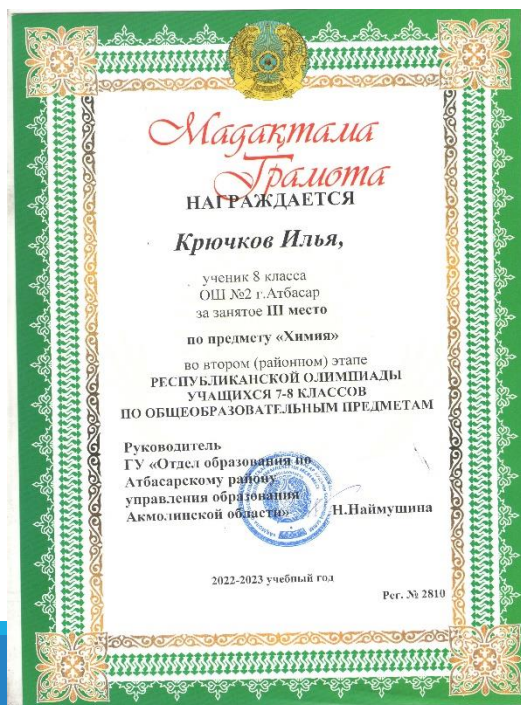 Мадақтама
Грамота
НАГРАЖДАЕТСЯ
Крючков Илья,
ученик 8 класса
ОШ №2 г.Атбасар
за занятое III место
по предмету «Химия»
во втором (районном) этапе
РЕСПУБЛИКАНСКОЙ ОЛИМПИАДЫ
УЧАЩИХСЯ 7-8 КЛАССОВ
ПО ОБЩЕОБРАЗОВАТЕЛЬНЫМ ПРЕДМЕТАМ
Руководитель
ГУ «Отдел образования по
Атбасарскому району
управления образования
Акмолинской области» Н.Наймушина
2022-2023 учебный год
Рег. № 2810